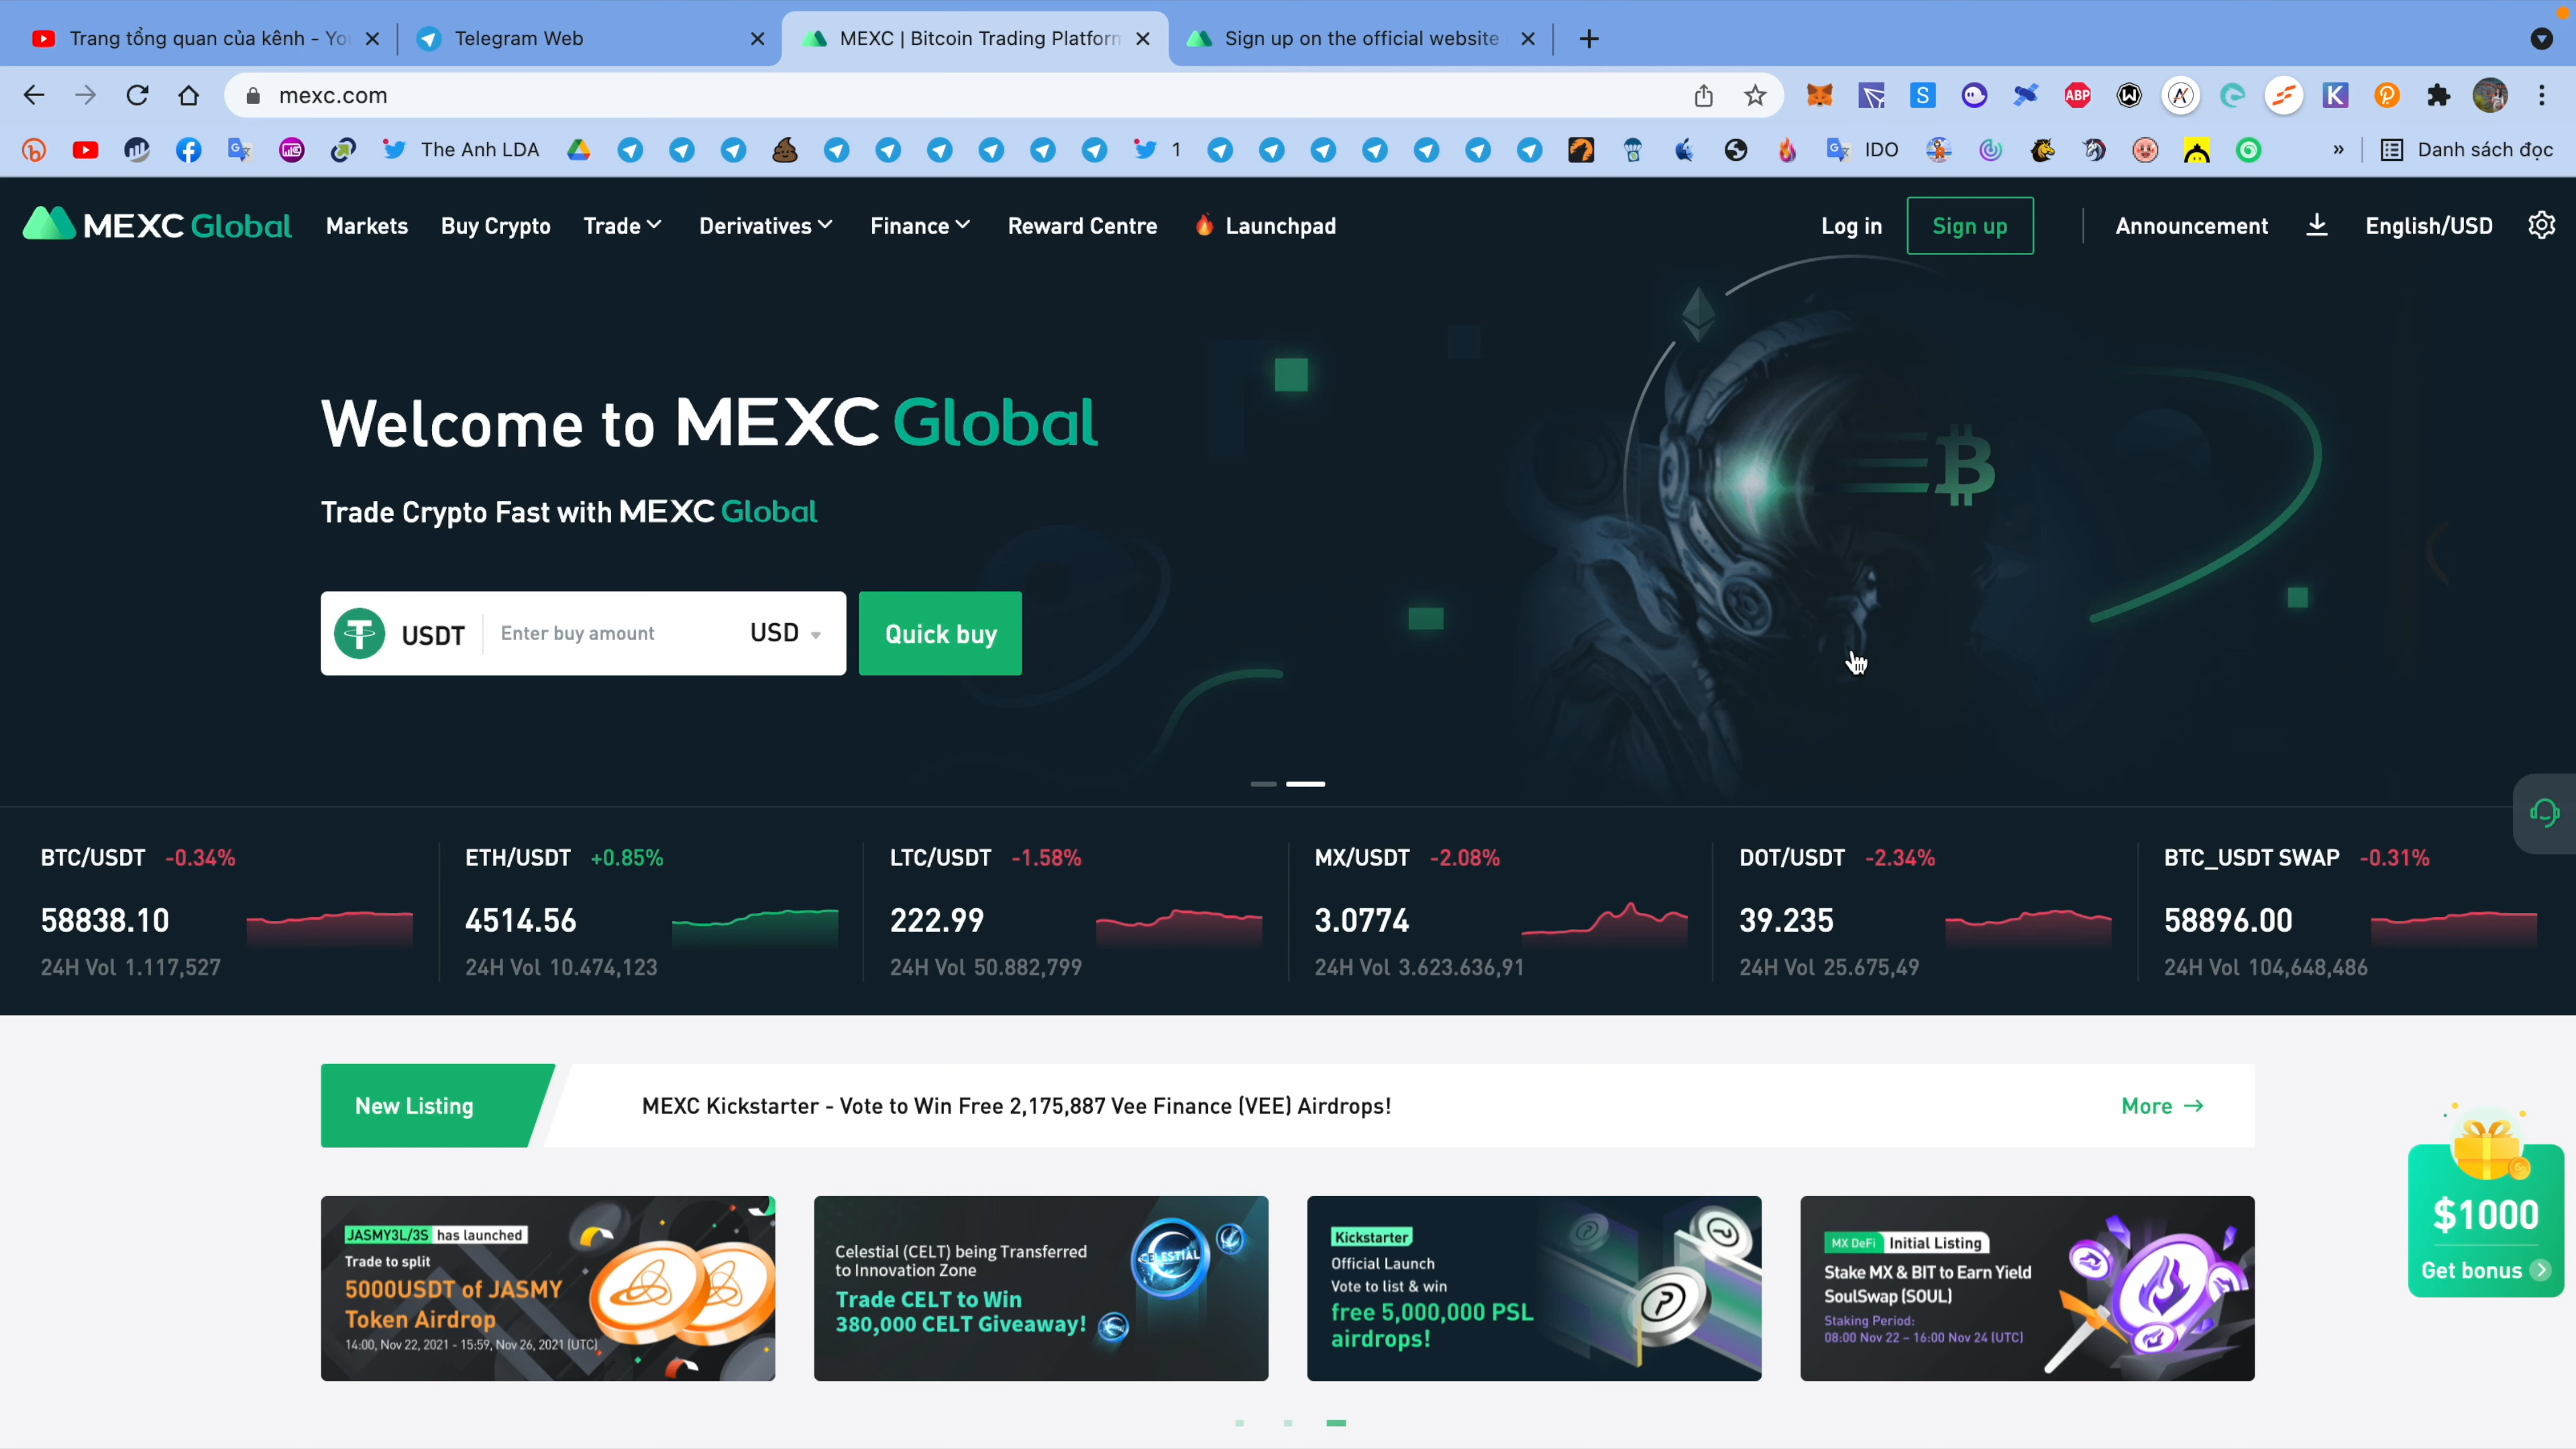 Trang tổng quan của kênh - You
Telegram Web
MEXC | Bitcoin Trading Platform
Sign up on the official website
mexc.com
The Anh LDA
1
IDO
Danh sách đọc
MEXC Global
Markets
Buy Crypto
Trade
Derivatives
Finance
Reward Centre
Launchpad
Log in
Sign up
Announcement
English/USD
Welcome to MEXC Global
Trade Crypto Fast with MEXC Global
USDT
Enter buy amount
USD
Quick buy
BTC/USDT -0.34%
58838.10
24H Vol 1.117,527
ETH/USDT +0.85%
4514.56
24H Vol 10.474,123
LTC/USDT -1.58%
222.99
24H Vol 50.882,799
MX/USDT -2.08%
3.0774
24H Vol 3.623.636,91
DOT/USDT -2.34%
39.235
24H Vol 25.675,49
BTC_USDT SWAP -0.31%
58896.00
24H Vol 104,648,486
New Listing
MEXC Kickstarter - Vote to Win Free 2,175,887 Vee Finance (VEE) Airdrops!
More
JASMY3L/3S has launched
Trade to split
5000USDT of JASMY
Token Airdrop
14:00, Nov 22, 2021 - 15:59, Nov 26, 2021 (UTC)
Celestial (CELT) being Transferred
to Innovation Zone
Trade CELT to Win
380,000 CELT Giveaway!
CELESTIAL
Kickstarter
Official Launch
Vote to list & win
free 5,000,000 PSL
airdrops!
MX DeFi Initial Listing
Stake MX & BIT to Earn Yield
SoulSwap (SOUL)
Staking Period:
08:00 Nov 22 – 16:00 Nov 24 (UTC)
$1000
Get bonus
ABP